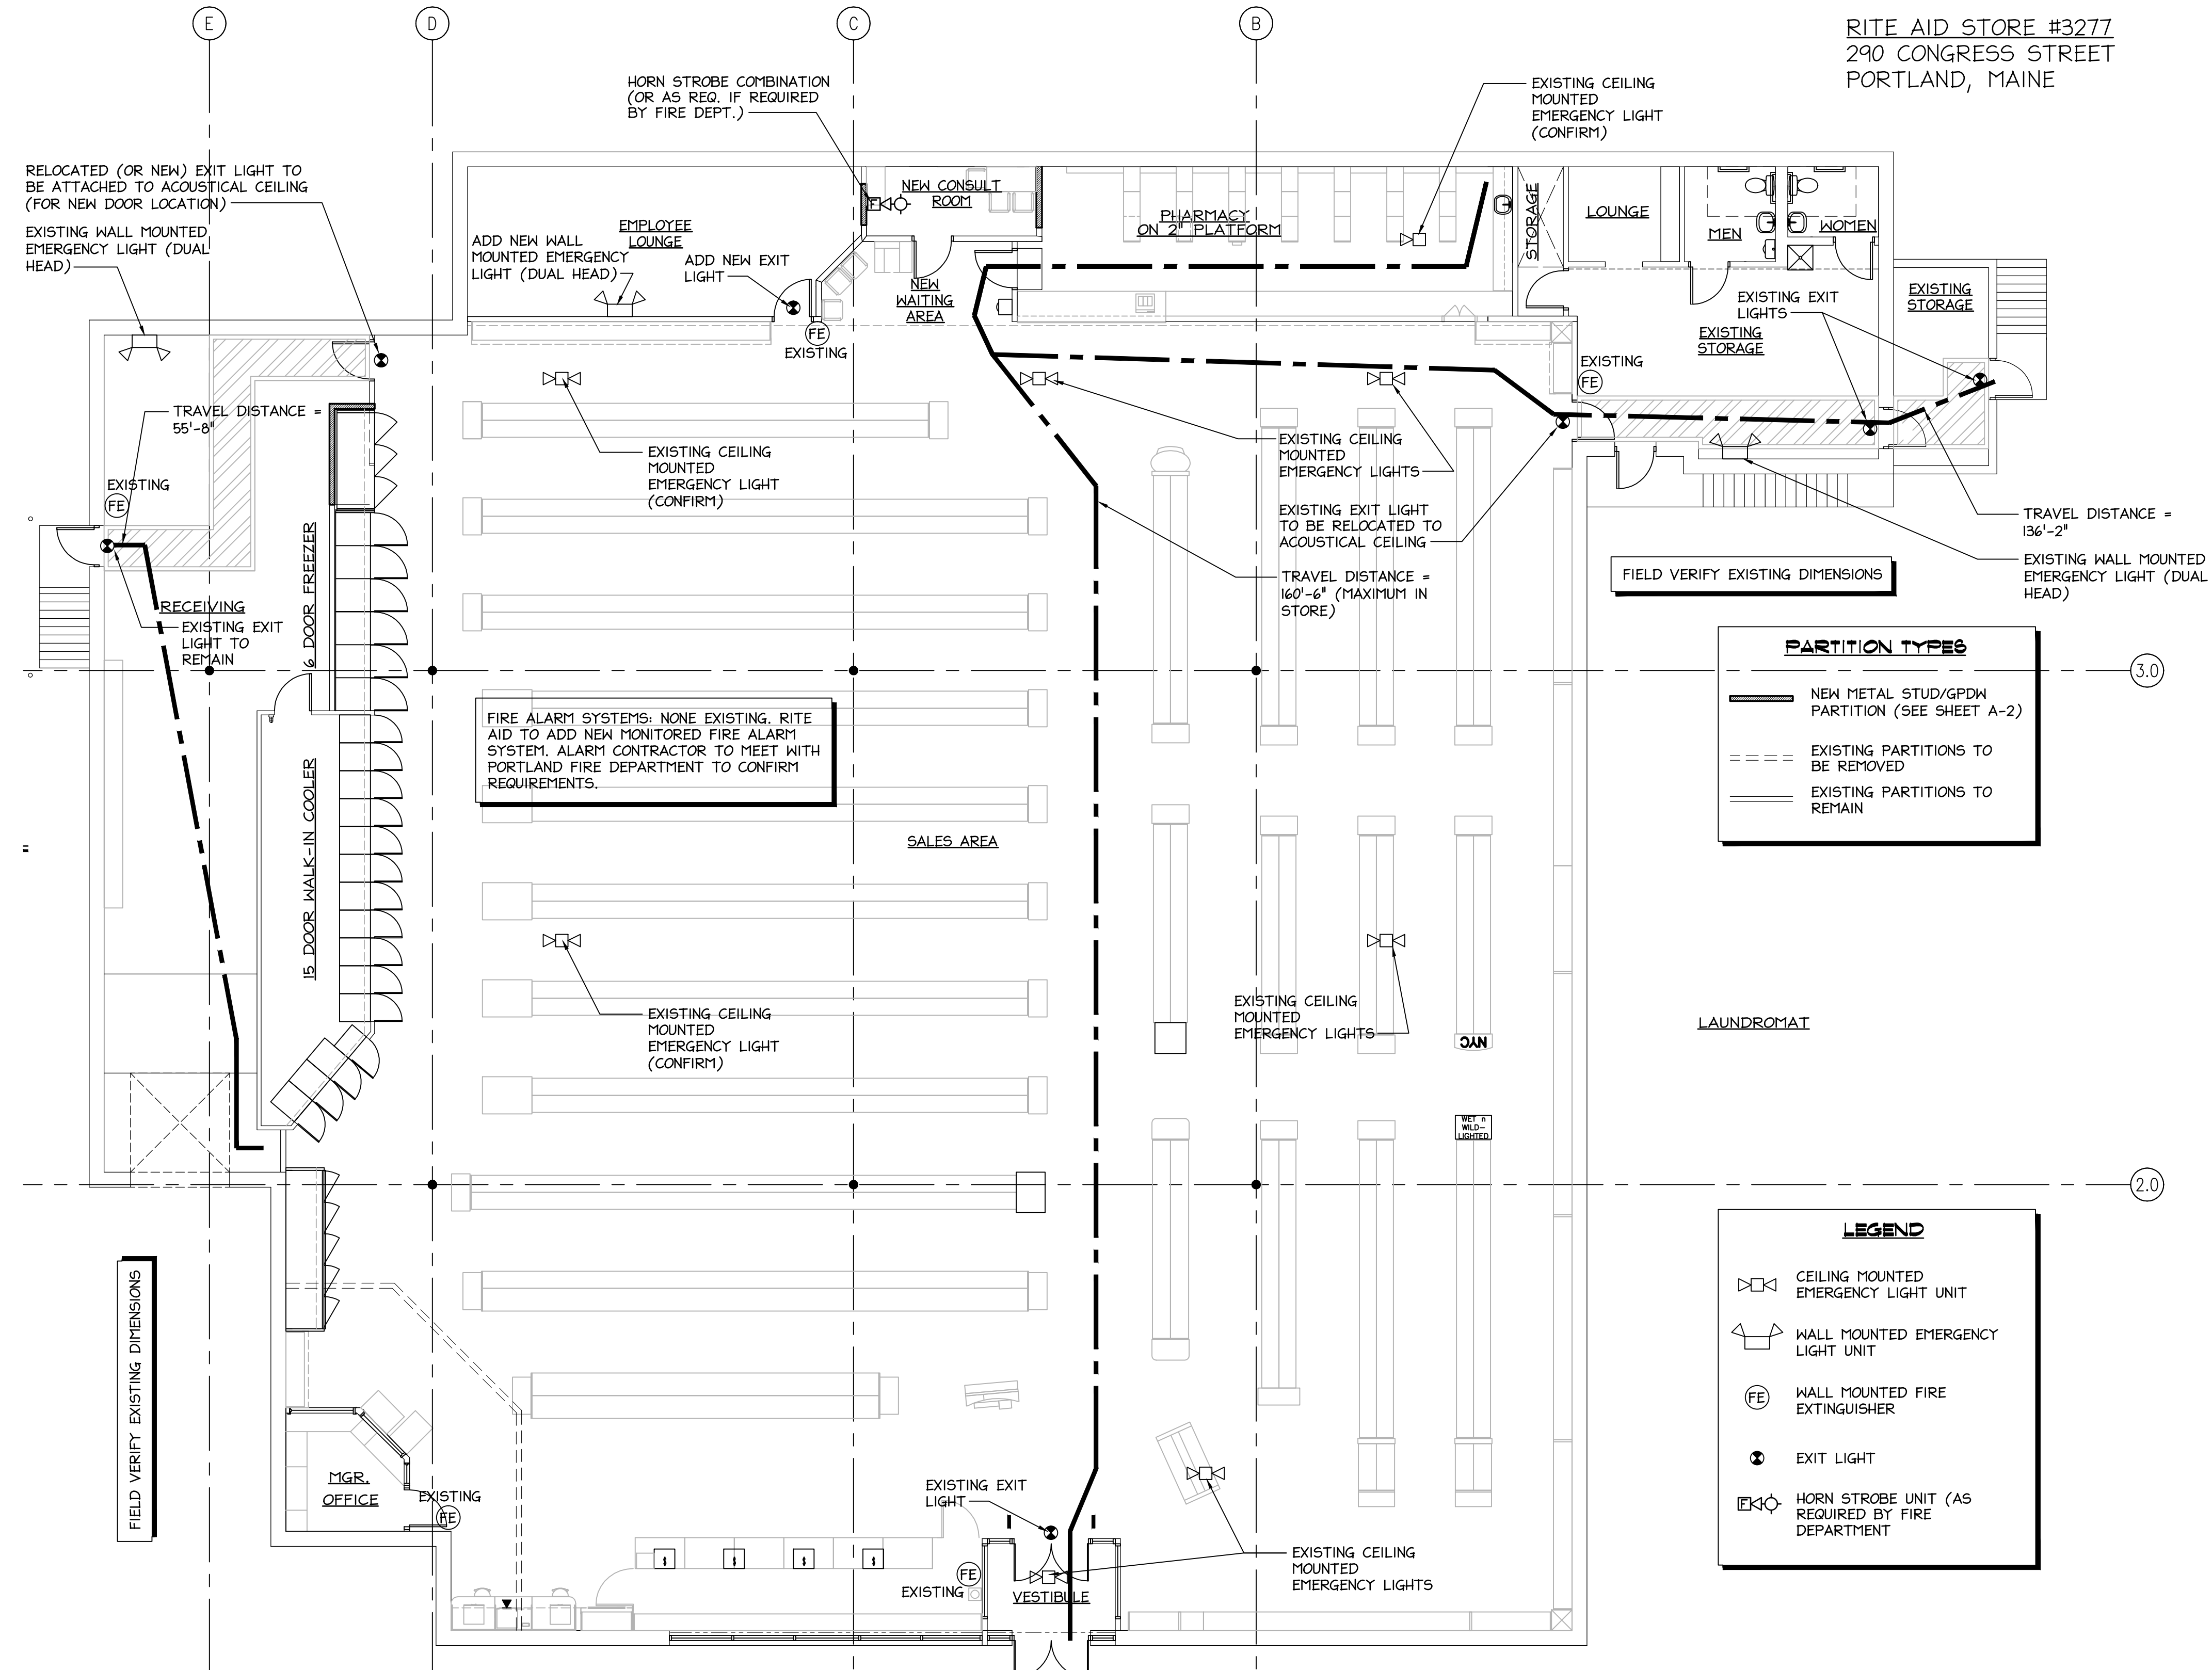 E
D
C
B
RITE AID STORE #3277
290 CONGRESS STREET
PORTLAND, MAINE
HORN STROBE COMBINATION
(OR AS REQ. IF REQUIRED
BY FIRE DEPT.)
EXISTING CEILING
MOUNTED
EMERGENCY LIGHT
(CONFIRM)
RELOCATED (OR NEW) EXIT LIGHT TO
BE ATTACHED TO ACOUSTICAL CEILING
(FOR NEW DOOR LOCATION)
EXISTING WALL MOUNTED
EMERGENCY LIGHT (DUAL
HEAD)
EMPLOYEE
LOUNGE
ADD NEW WALL
MOUNTED EMERGENCY
LIGHT (DUAL HEAD)
ADD NEW EXIT
LIGHT
F
NEW CONSULT
ROOM
NEW
WAITING
AREA
PHARMACY
ON 2" PLATFORM
STORAGE
LOUNGE
MEN
WOMEN
EXISTING
STORAGE
EXISTING EXIT
LIGHTS
EXISTING
STORAGE
FE
EXISTING
EXISTING
FE
TRAVEL DISTANCE =
55'-8"
EXISTING
FE
EXISTING CEILING
MOUNTED
EMERGENCY LIGHT
(CONFIRM)
EXISTING CEILING
MOUNTED
EMERGENCY LIGHTS
EXISTING EXIT LIGHT
TO BE RELOCATED TO
ACOUSTICAL CEILING
TRAVEL DISTANCE =
160'-6" (MAXIMUM IN
STORE)
TRAVEL DISTANCE =
136'-2"
EXISTING WALL MOUNTED
EMERGENCY LIGHT (DUAL
HEAD)
FIELD VERIFY EXISTING DIMENSIONS
RECEIVING
EXISTING EXIT
LIGHT TO
REMAIN
6 DOOR FREEZER
15 DOOR WALK-IN COOLER
PARTITION TYPES
NEW METAL STUD/GPDW
PARTITION (SEE SHEET A-2)
EXISTING PARTITIONS TO
BE REMOVED
EXISTING PARTITIONS TO
REMAIN
3.0
FIRE ALARM SYSTEMS: NONE EXISTING. RITE
AID TO ADD NEW MONITORED FIRE ALARM
SYSTEM. ALARM CONTRACTOR TO MEET WITH
PORTLAND FIRE DEPARTMENT TO CONFIRM
REQUIREMENTS.
SALES AREA
EXISTING CEILING
MOUNTED
EMERGENCY LIGHT
(CONFIRM)
EXISTING CEILING
MOUNTED
EMERGENCY LIGHTS
NYC
LAUNDROMAT
WET n
WILD-
LIGHTED
2.0
LEGEND
CEILING MOUNTED
EMERGENCY LIGHT UNIT
WALL MOUNTED EMERGENCY
LIGHT UNIT
FE
WALL MOUNTED FIRE
EXTINGUISHER
EXIT LIGHT
F
HORN STROBE UNIT (AS
REQUIRED BY FIRE
DEPARTMENT
FIELD VERIFY EXISTING DIMENSIONS
MGR.
OFFICE
EXISTING
FE
EXISTING EXIT
LIGHT
FE
EXISTING
VESTIBULE
EXISTING CEILING
MOUNTED
EMERGENCY LIGHTS